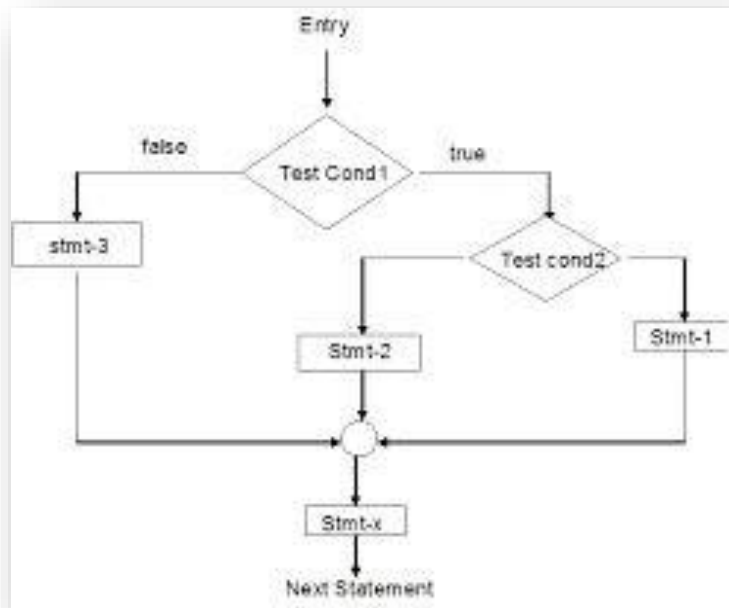 Entry
false
true
Test Cond1
stmt-3
Test cond2
Stmt-2
Stmt-1
Stmt-x
Next Statement